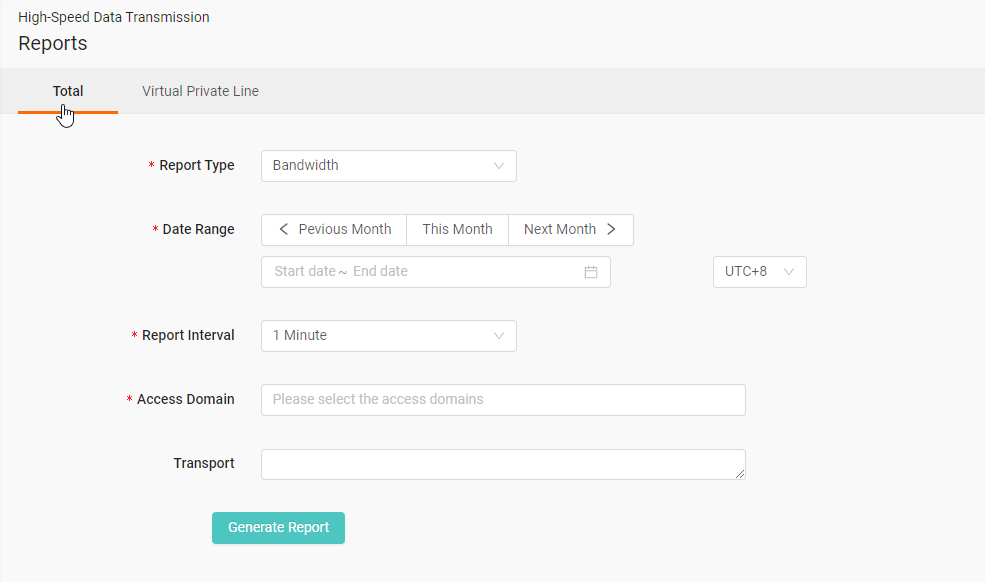 High-Speed Data Transmission
Reports
Total Virtual Private Line
* Report Type Bandwidth
* Date Range Pevious Month This Month Next Month
Start date ~ End date UTC+8
* Report Interval 1 Minute
* Access Domain Please select the access domains
Transport
Generate Report